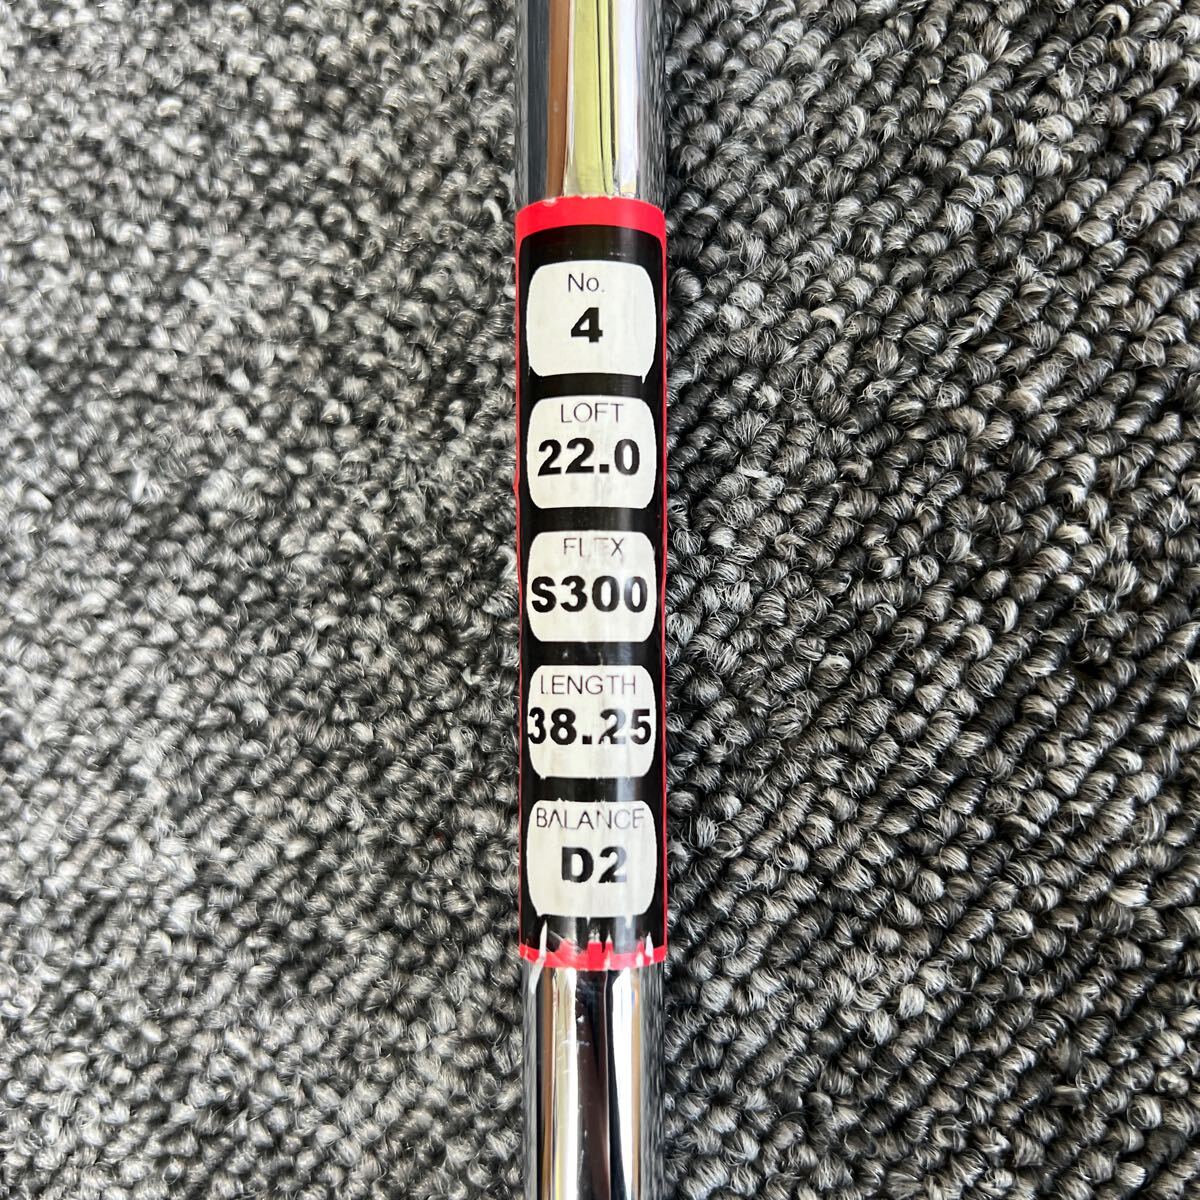 No.
4
LOFT
22.0
FLEX
S300
LENGTH
38.25
BALANCE
D2